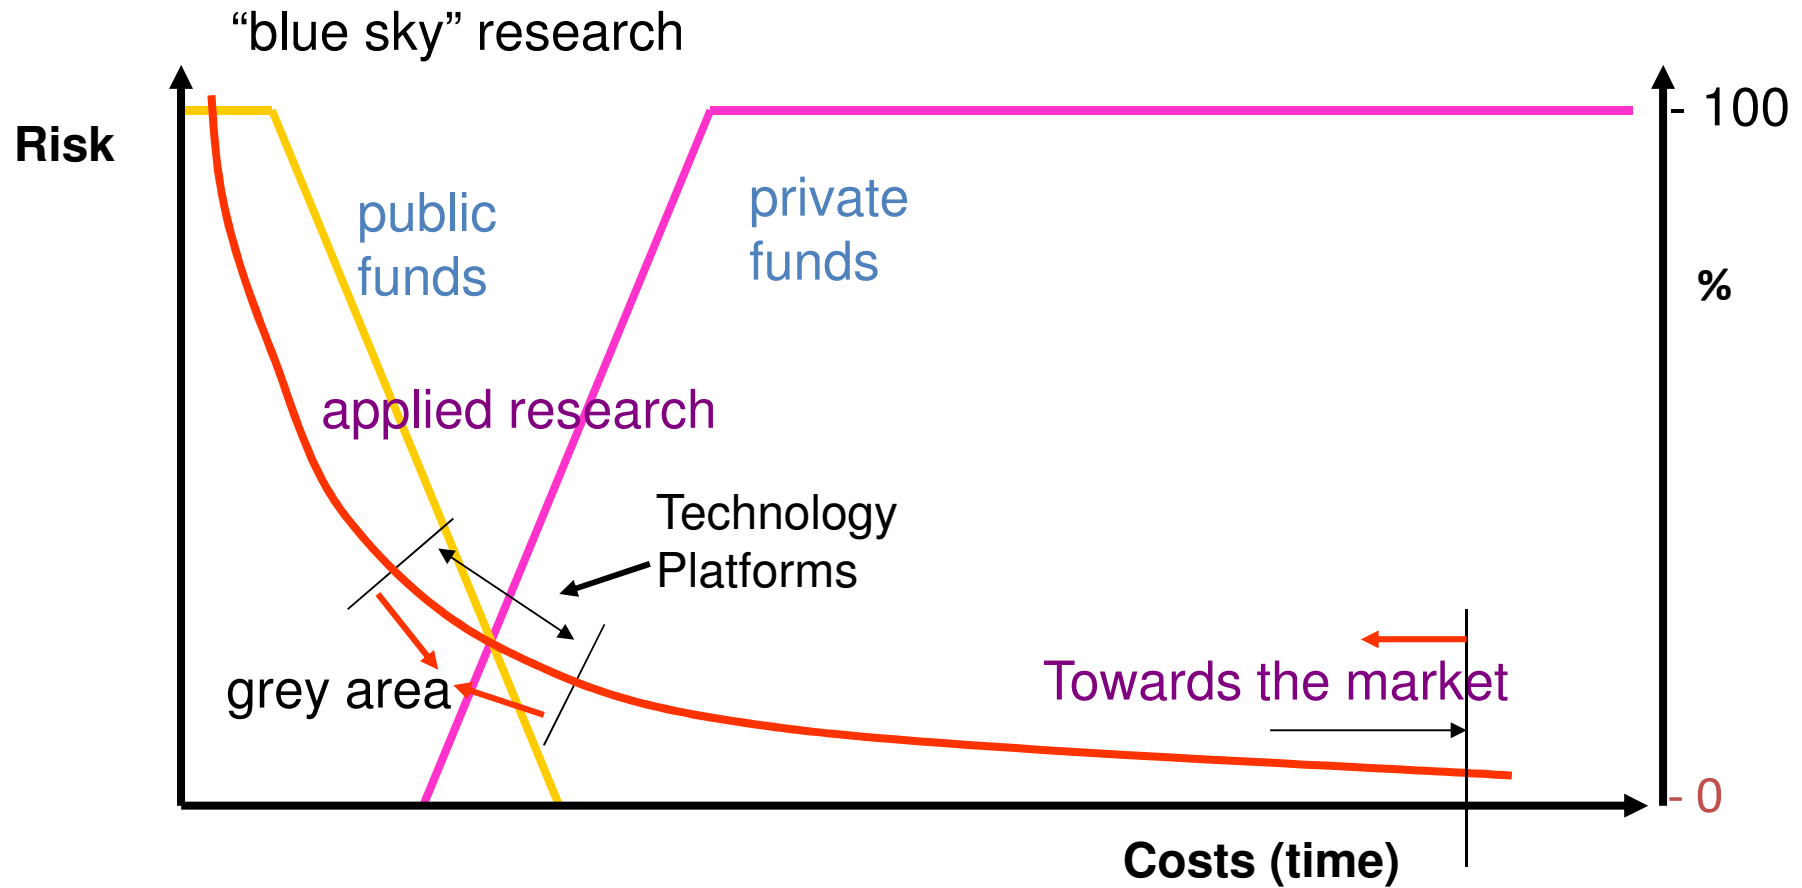 “blue sky” research
- 100
Risk
public
funds
private
funds
%
applied research
Technology
Platforms
grey area
Towards the market
- 0
Costs (time)